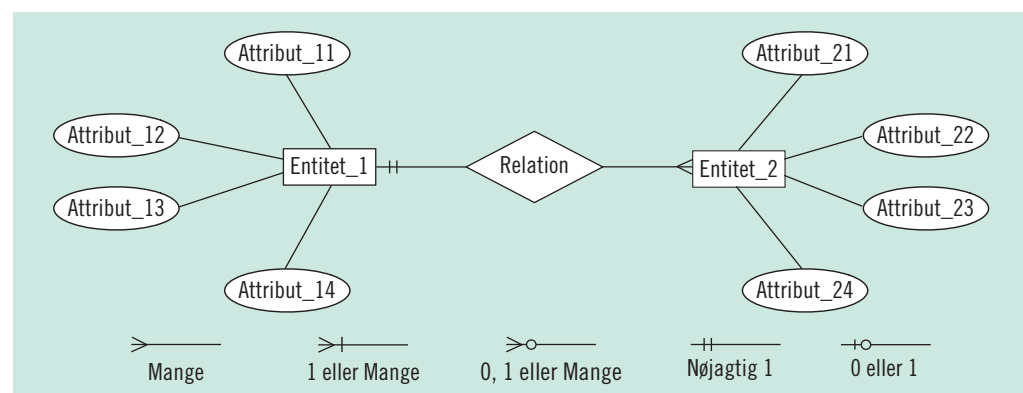 Attribut_11
Attribut_21
Attribut_12
Attribut_22
Entitet_1
Relation
Entitet_2
Attribut_13
Attribut_23
Attribut_14
Attribut_24
Mange
1 eller Mange
0, 1 eller Mange
Nøjagtig 1
0 eller 1